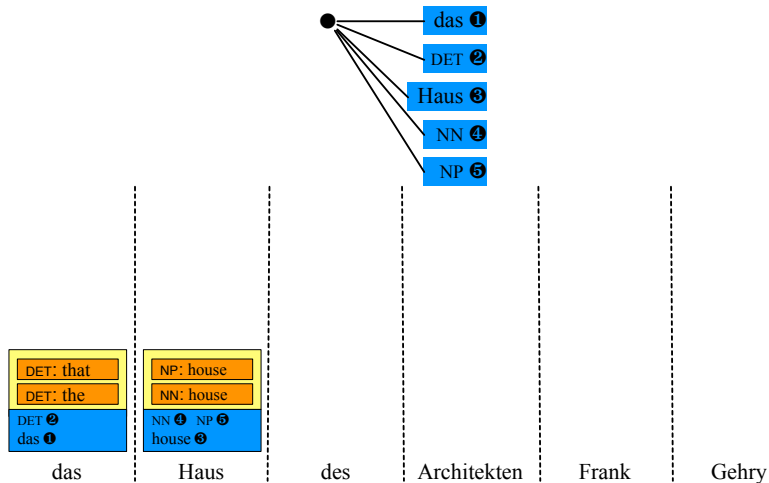 das ❶
DET ❷
Haus ❸
NN ❹
NP ❺
DET: that
DET: the
DET ❷
das ❶
NP: house
NN: house
NN ❹ NP ❺
house ❸
das Haus des Architekten Frank Gehry